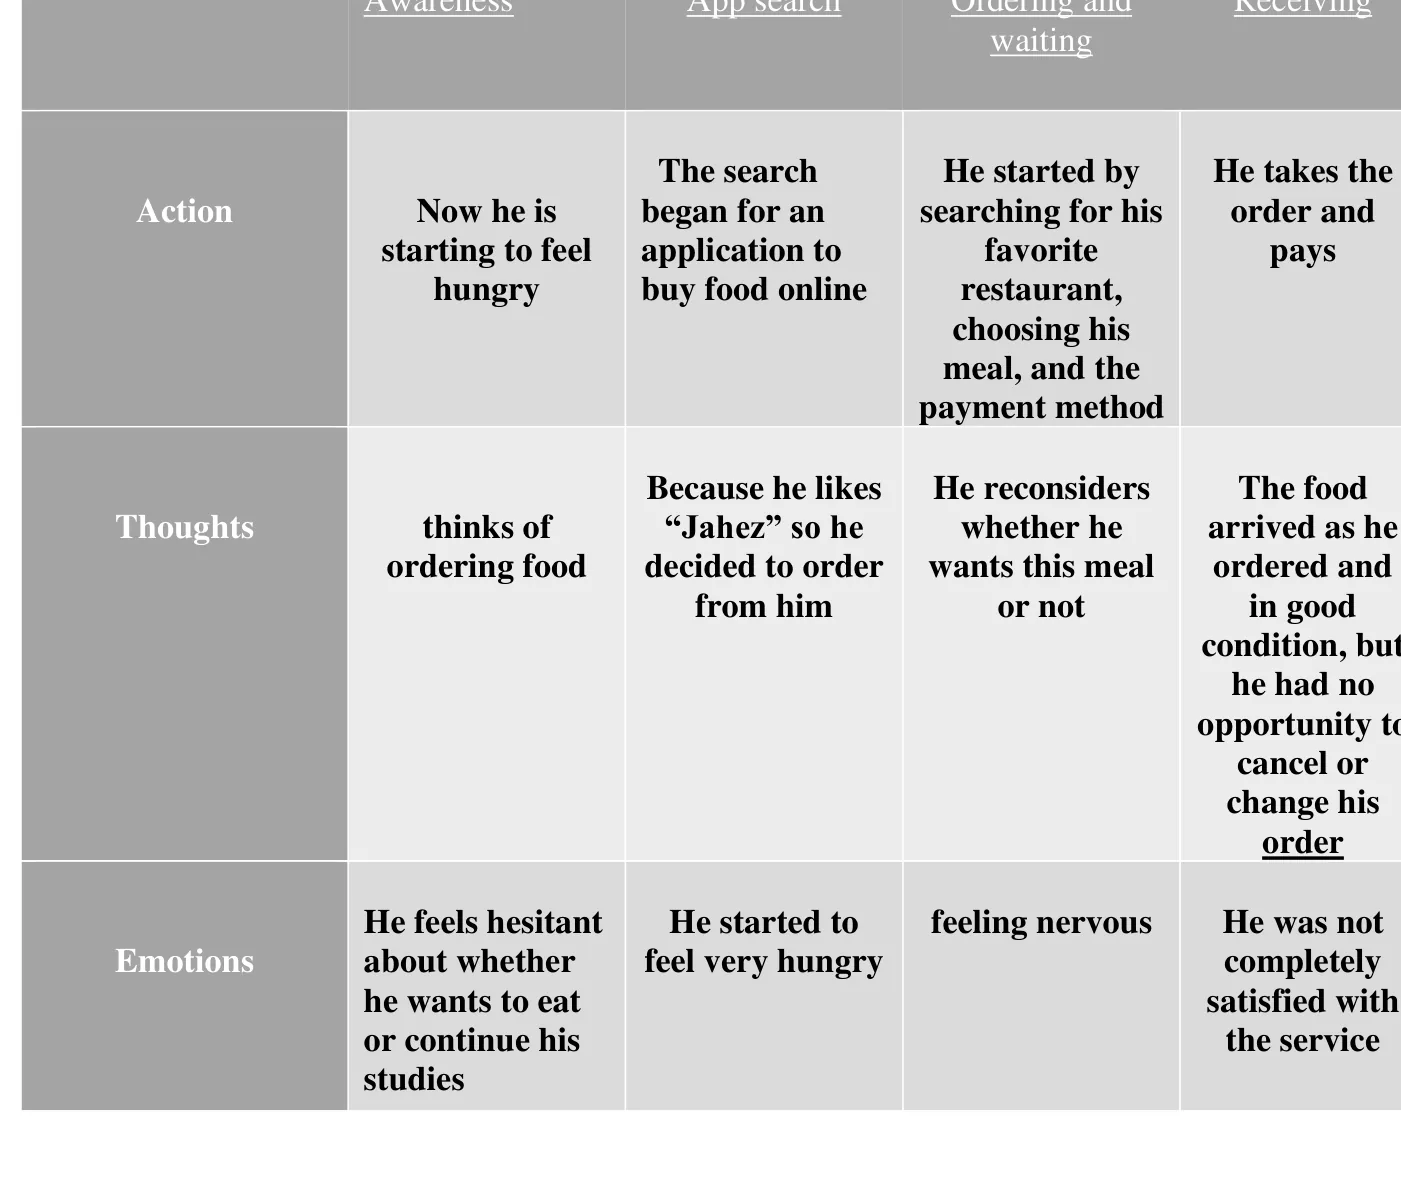 Awareness
App search
Ordering and
waiting
Receiving
Action
Now he is
starting to feel
hungry
The search
began for an
application to
buy food online
He started by
searching for his
favorite
restaurant,
choosing his
meal, and the
payment method
He takes the
order and
pays
Thoughts
thinks of
ordering food
Because he likes
“Jahez” so he
decided to order
from him
He reconsiders
whether he
wants this meal
or not
The food
arrived as he
ordered and
in good
condition, but
he had no
opportunity to
cancel or
change his
order
Emotions
He feels hesitant
about whether
he wants to eat
or continue his
studies
He started to
feel very hungry
feeling nervous
He was not
completely
satisfied with
the service